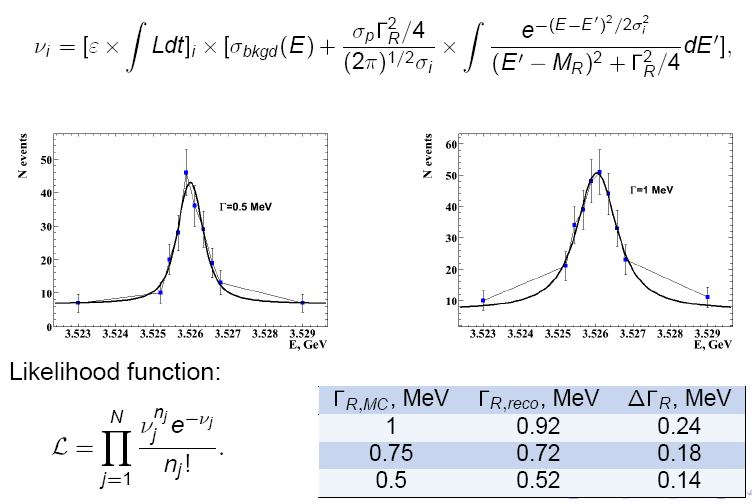 ν_i = [ε × ∫ Ldt]_i × [σ_bkgd(E) + (σ_p Γ_R^2/4)/((2π)^{1/2} σ_i) × ∫ e^{-(E-E′)^2/2σ_i^2}/((E′ - M_R)^2 + Γ_R^2/4) dE′],
N events
50
40
30
20
10
0
Γ=0.5 MeV
3.523 3.524 3.525 3.526 3.527 3.528 3.529
E, GeV
N events
60
50
40
30
20
10
Γ=1 MeV
3.523 3.524 3.525 3.526 3.527 3.528 3.529
E, GeV
Likelihood function:
ℒ = ∏_{j=1}^{N} ν_j^{n_j} e^{-ν_j}/n_j!.
Γ_{R,MC}, MeV Γ_{R,reco}, MeV ΔΓ_R, MeV
1 0.92 0.24
0.75 0.72 0.18
0.5 0.52 0.14